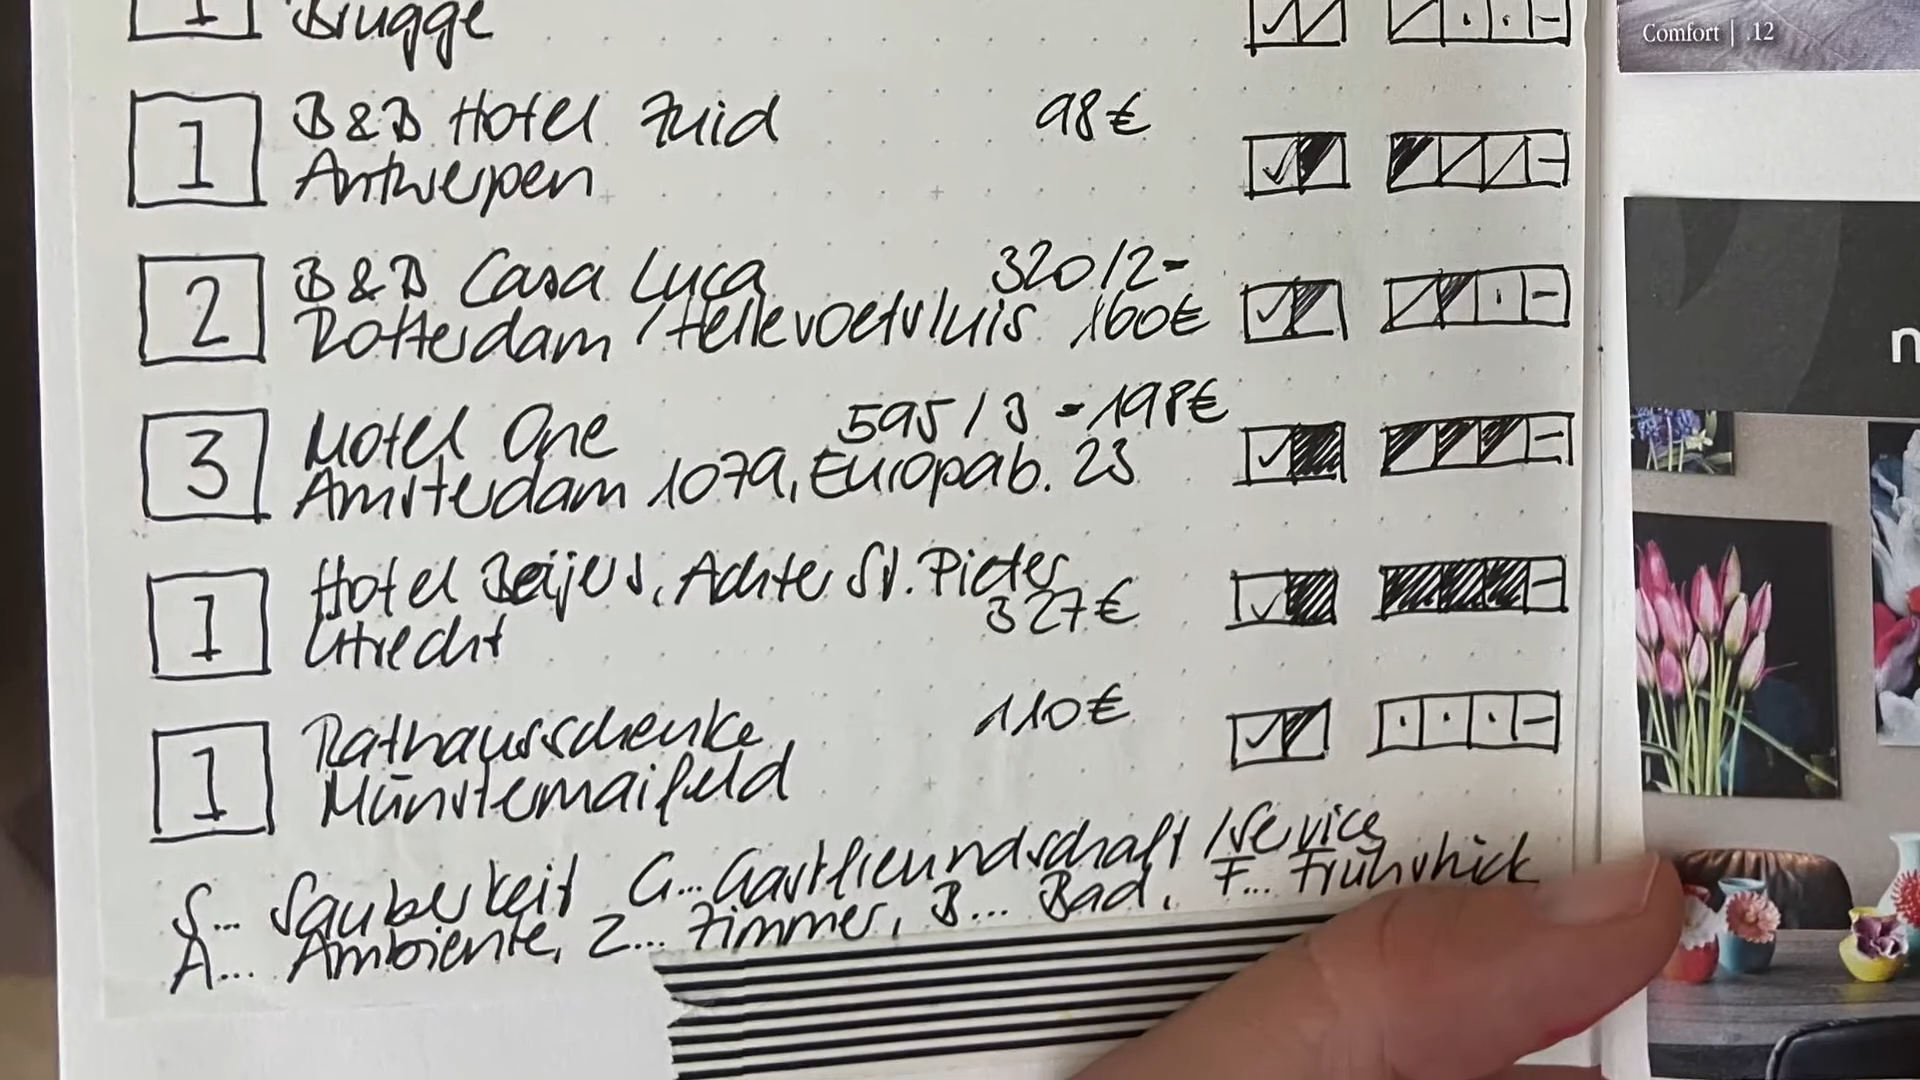 1 Brugge
Comfort | .12
B&B Hotel Zuid 98€
1
Antwerpen
B&B Casa Luca 320/2-
2
Rotterdam/Hellevoetsluis 160€
Motel One 595/3 - 198€
3
Amsterdam 1079, Europab. 23
Hotel Beijers, Achter St. Pieter
327€
1
Utrecht
Rathausschenke 110€
1
Münstermaifeld
S... Sauberkeit G... Gastfreundschaft/Service
A... Ambiente, Z... Zimmer, B... Bad, F... Frühstück
n